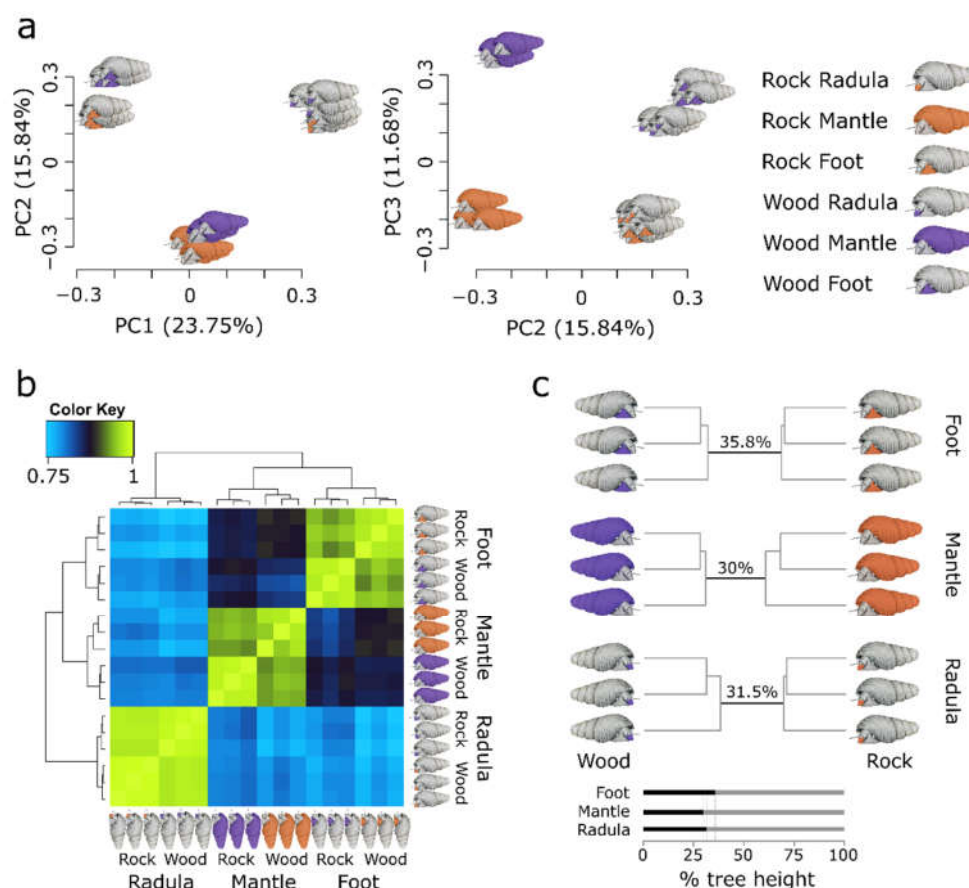 a
PC2 (15.84%)
0.3
0
−0.3
−0.3 0 0.3
PC1 (23.75%)
PC3 (11.68%)
0.3
0
−0.3
−0.3 0 0.3
PC2 (15.84%)
Rock Radula
Rock Mantle
Rock Foot
Wood Radula
Wood Mantle
Wood Foot
b
Color Key
0.75 1
Rock Wood
Foot
Rock Wood
Mantle
Rock Wood
Radula
Rock Wood Rock Wood Rock Wood
Radula Mantle Foot
c
35.8%
Foot
30%
Mantle
31.5%
Radula
Wood Rock
Foot
Mantle
Radula
0 25 50 75 100
% tree height